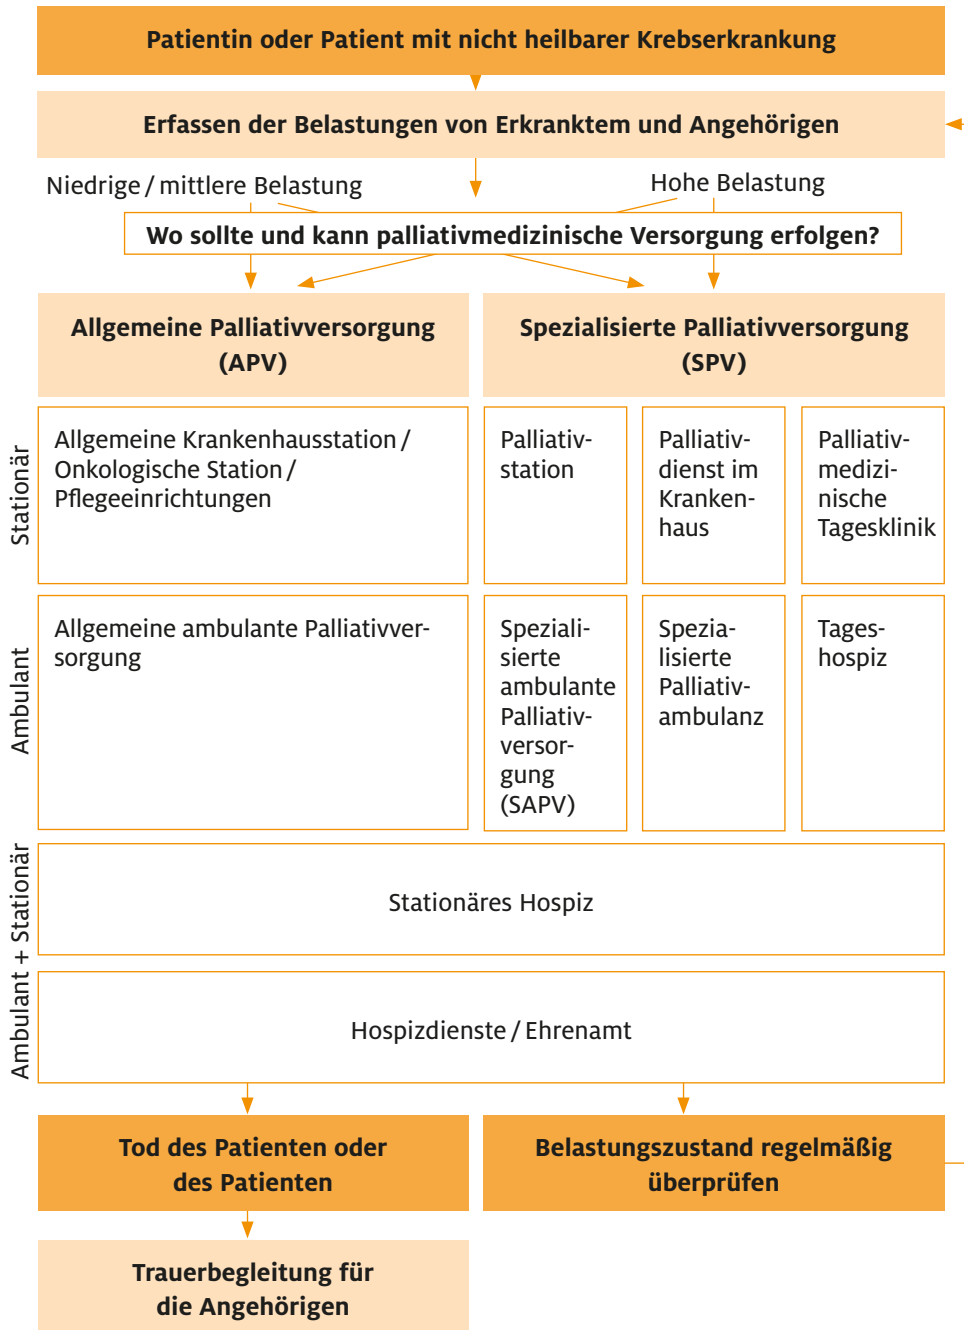 Patientin oder Patient mit nicht heilbarer Krebserkrankung
Erfassen der Belastungen von Erkranktem und Angehörigen
Niedrige / mittlere Belastung
Hohe Belastung
Wo sollte und kann palliativmedizinische Versorgung erfolgen?
Allgemeine Palliativversorgung
(APV)
Spezialisierte Palliativversorgung
(SPV)
Stationär
Allgemeine Krankenhausstation /
Onkologische Station /
Pflegeeinrichtungen
Palliativ-
station
Palliativ-
dienst im
Kranken-
haus
Palliativ-
medizi-
nische
Tagesklinik
Ambulant
Allgemeine ambulante Palliativver-
sorgung
Speziali-
sierte
ambulante
Palliativ-
versor-
gung
(SAPV)
Spezia-
lisierte
Palliativ-
ambulanz
Tages-
hospiz
Ambulant + Stationär
Stationäres Hospiz
Hospizdienste / Ehrenamt
Tod des Patienten oder
des Patienten
Belastungszustand regelmäßig
überprüfen
Trauerbegleitung für
die Angehörigen